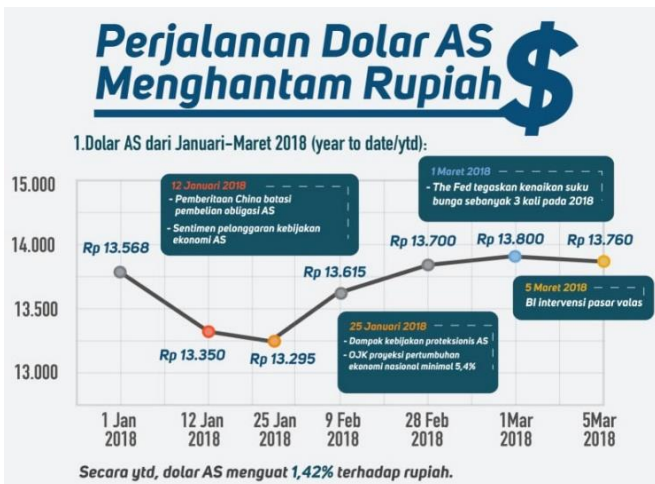 Perjalanan Dolar AS
Menghantam Rupiah
$
1.Dolar AS dari Januari-Maret 2018 (year to date/ytd):
15.000
14.000
13.500
13.000
12 Januari 2018
- Pemberitaan China batasi
pembelian obligasi AS
- Sentimen pelonggaran kebijakan
ekonomi AS
1 Maret 2018
- The Fed tegaskan kenaikan suku
bunga sebanyak 3 kali pada 2018
Rp 13.568
Rp 13.350
Rp 13.295
Rp 13.615
Rp 13.700
Rp 13.800
Rp 13.760
25 Januari 2018
- Dampak kebijakan proteksionis AS
- OJK proyeksi pertumbuhan
ekonomi nasional minimal 5,4%
5 Maret 2018
BI intervensi pasar valas
1 Jan
2018
12 Jan
2018
25 Jan
2018
9 Feb
2018
28 Feb
2018
1Mar
2018
5Mar
2018
Secara ytd, dolar AS menguat 1,42% terhadap rupiah.